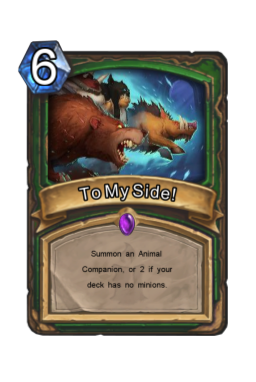 6
To My Side!
Summon an Animal
Companion, or 2 if your
deck has no minions.